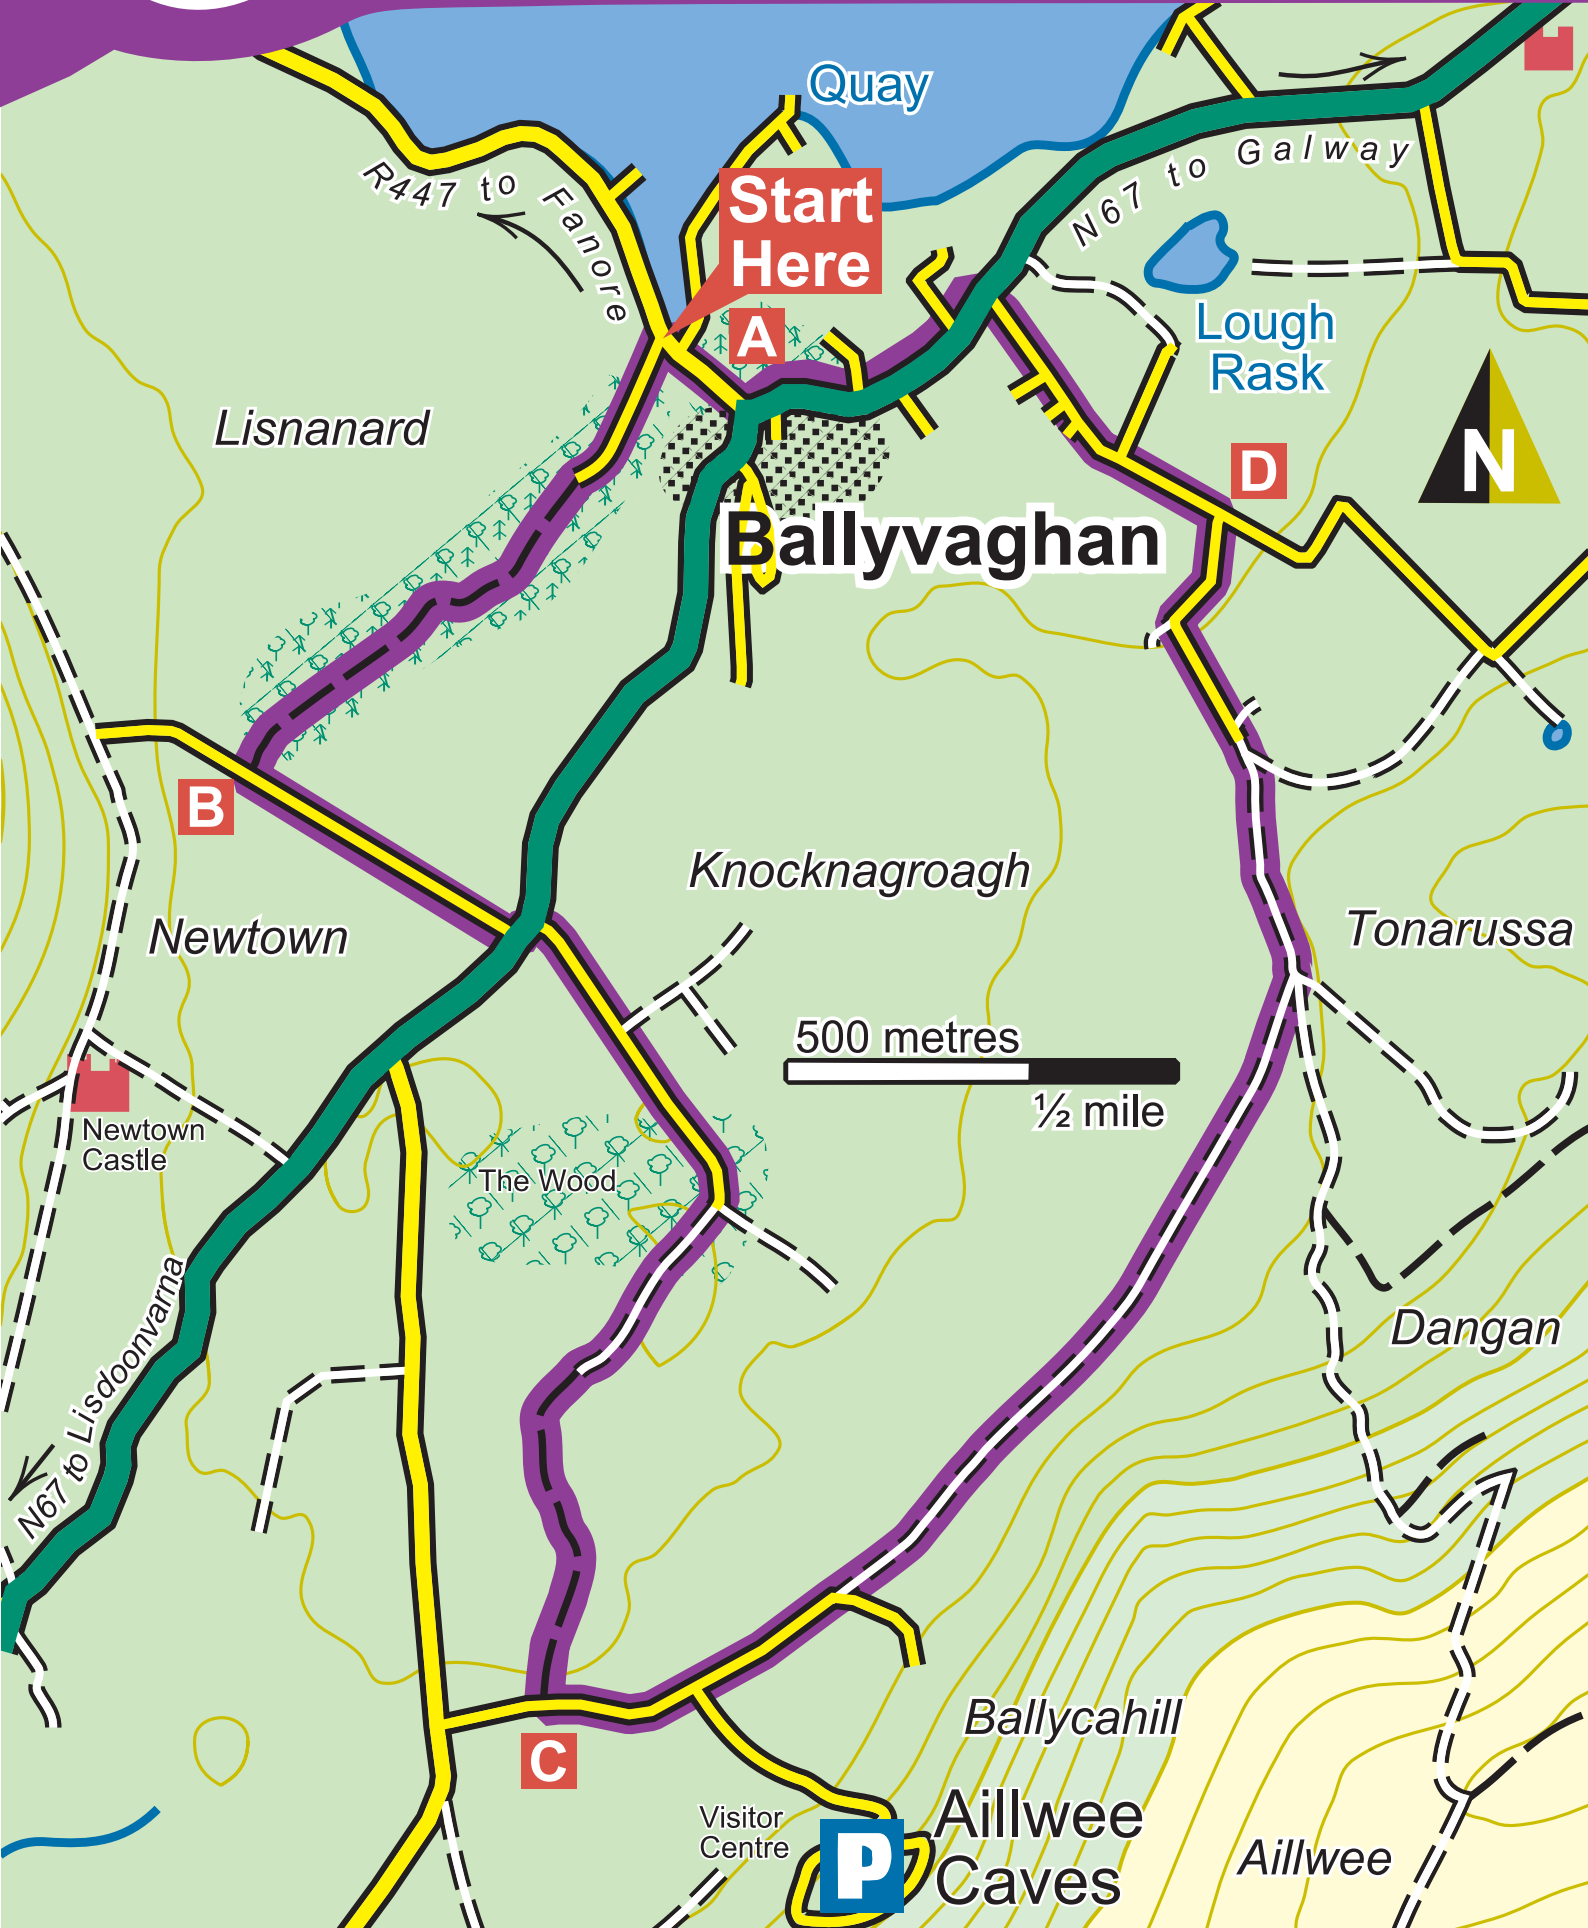 Quay
R447 to Fanore
N67 to Galway
Start
Here
A
Lough
Rask
Lisnanard
N
D
Ballyvaghan
B
Knocknagroagh
Newtown
Tonarussa
500 metres
½ mile
Newtown
Castle
The Wood
N67 to Lisdoonvarna
Dangan
Ballycahill
C
Visitor
Centre
P
Aillwee
Caves
Aillwee